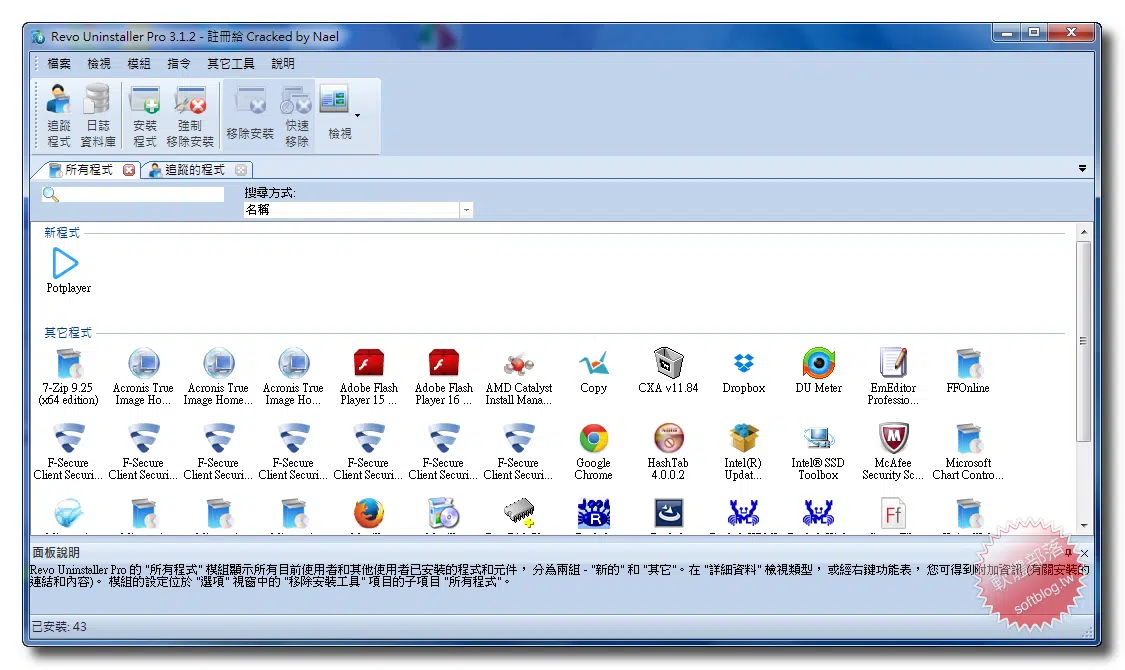 Revo Uninstaller Pro 3.1.2 - 註冊給 Cracked by Nael
檔案 檢視 模組 指令 其它工具 說明
追蹤程式 日誌資料庫 安裝程式 強制移除安裝 移除安裝 快速移除 檢視
所有程式 追蹤的程式
搜尋方式:
名稱
新程式
Potplayer
其它程式
7-Zip 9.25 Acronis True Acronis True Acronis True Adobe Flash Adobe Flash AMD Catalyst Copy CXA v11.84 Dropbox DU Meter EmEditor FFOnline
(x64 edition) Image Ho... Image Home... Image Ho... Player 15 ... Player 16 ... Install Mana... Professio...
F-Secure F-Secure F-Secure F-Secure F-Secure F-Secure F-Secure Google HashTab Intel(R) Intel® SSD McAfee Microsoft
Client Securi... Client Securi... Client Securi... Client Securi... Client Securi... Client Securi... Client Securi... Chrome 4.0.0.2 Updat... Toolbox Security Sc... Chart Contro...
面板說明
Revo Uninstaller Pro 的 "所有程式" 模組顯示所有目前使用者和其他使用者已安裝的程式和元件， 分為兩組 - "新的" 和 "其它"。在 "詳細資料" 檢視類型， 或經右鍵功能表， 您可得到附加資訊 (有關安裝的
連結和內容)。 模組的設定位於 "選項" 視窗中的 "移除安裝工具" 項目的子項目 "所有程式"。
已安裝: 43
軟體部落
softblog.tw